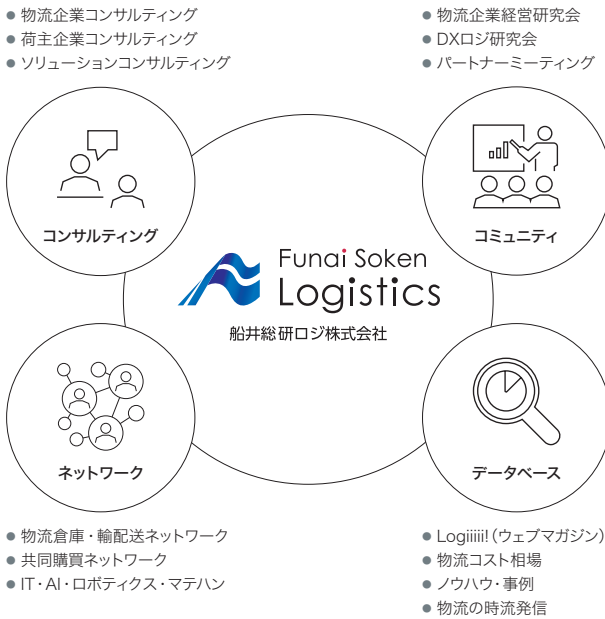 ● 物流企業コンサルティング
● 荷主企業コンサルティング
● ソリューションコンサルティング
● 物流企業経営研究会
● DXロジ研究会
● パートナーミーティング
コンサルティング
コミュニティ
Funai Soken
Logistics
船井総研ロジ株式会社
ネットワーク
データベース
● 物流倉庫・輸配送ネットワーク
● 共同購買ネットワーク
● IT・AI・ロボティクス・マテハン
● Logiiiii!(ウェブマガジン)
● 物流コスト相場
● ノウハウ・事例
● 物流の時流発信